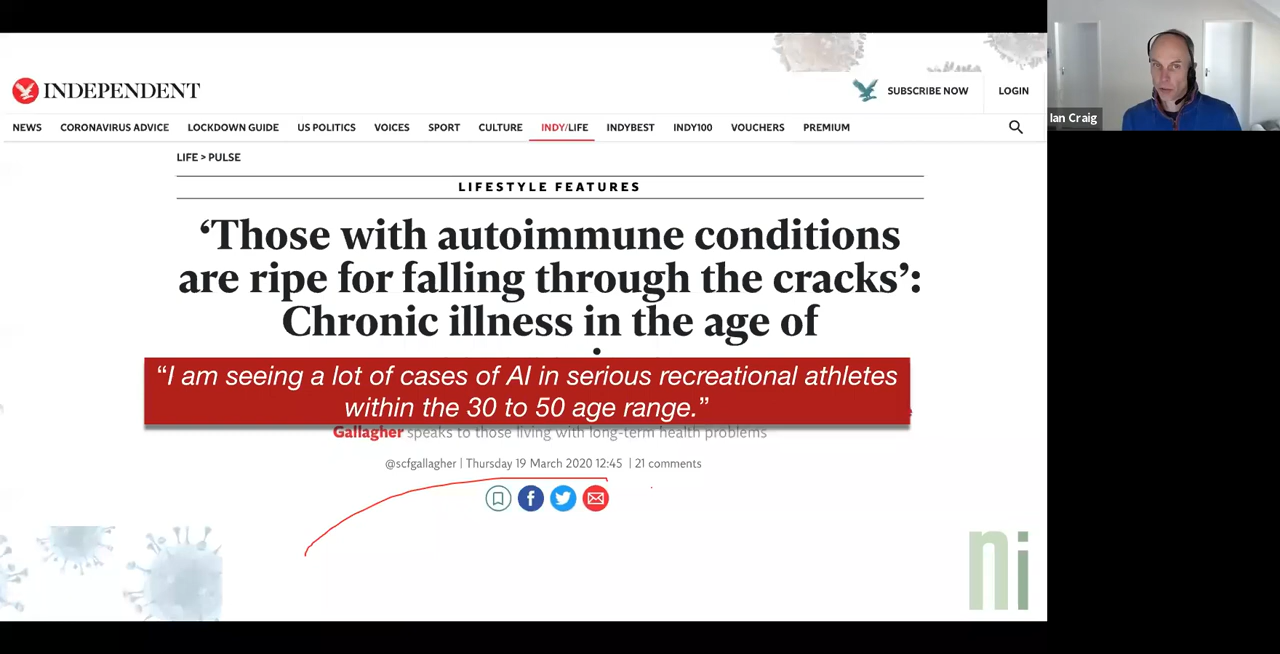 INDEPENDENT
SUBSCRIBE NOW
LOGIN
NEWS CORONAVIRUS ADVICE LOCKDOWN GUIDE US POLITICS VOICES SPORT CULTURE INDY/LIFE INDYBEST INDY100 VOUCHERS PREMIUM
LIFE > PULSE
LIFESTYLE FEATURES
‘Those with autoimmune conditions
are ripe for falling through the cracks’:
Chronic illness in the age of
“I am seeing a lot of cases of AI in serious recreational athletes
within the 30 to 50 age range.”
Gallagher speaks to those living with long-term health problems
@scfgallagher | Thursday 19 March 2020 12:45 | 21 comments
ni
Ian Craig